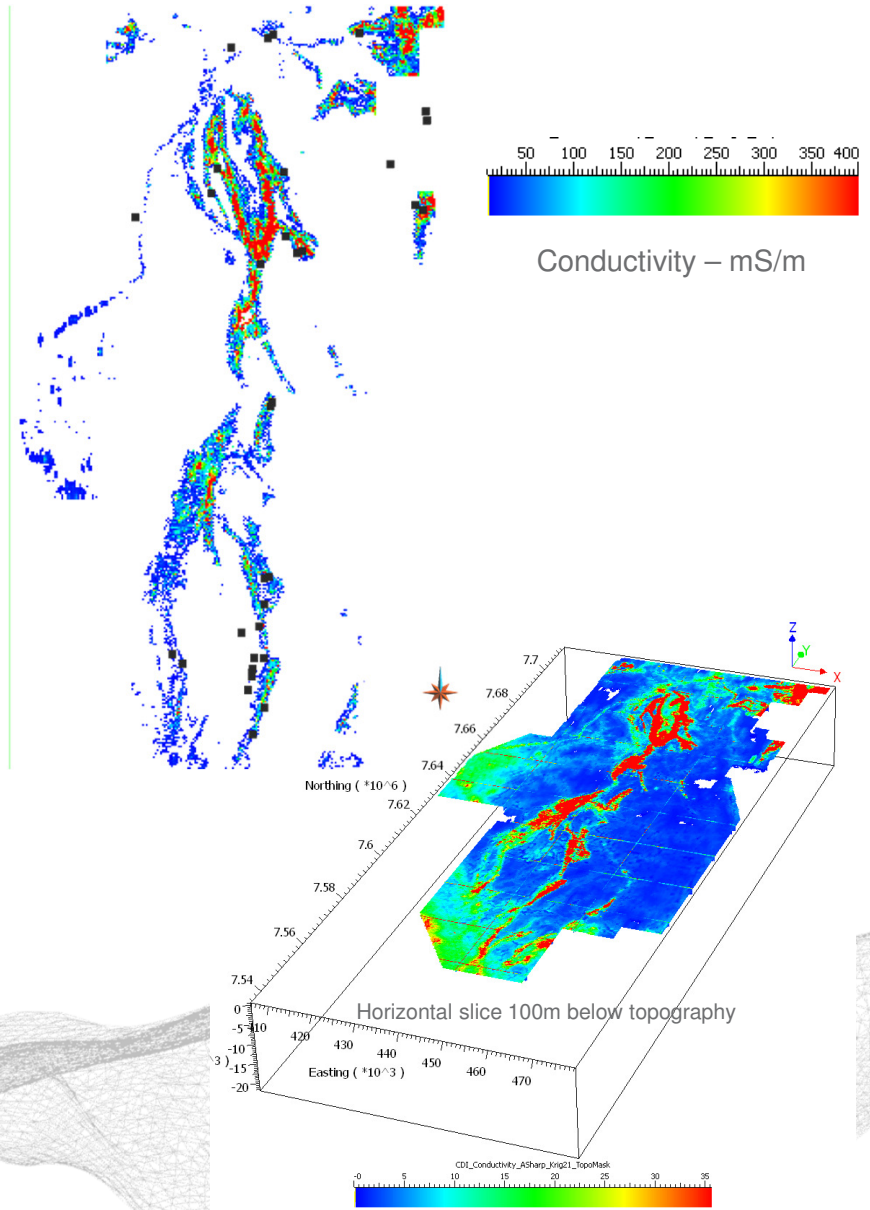 50 100 150 200 250 300 350 400
Conductivity – mS/m
Z
Y
X
7.7
7.68
7.66
7.64
Northing ( *10^6 )
7.62
7.6
7.58
7.56
7.54
Horizontal slice 100m below topography
0
-5
-10
-15
-20
3 )
410 420 430 440 450 460 470
Easting ( *10^3 )
CDI_Conductivity_ASharp_Krig21_TopoMask
-0 5 10 15 20 25 30 35